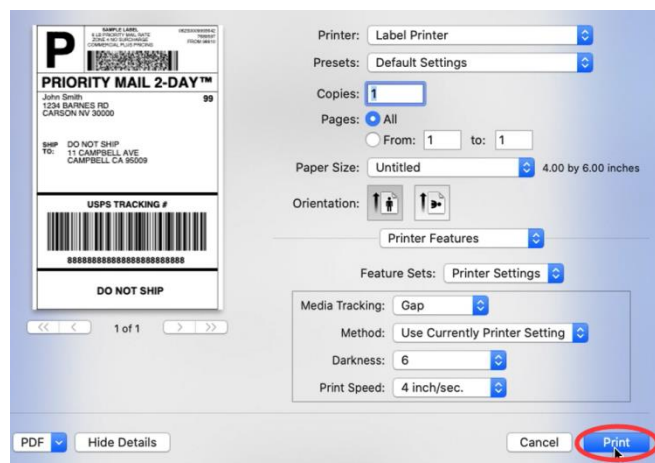 SAMPLE LABEL
Printer: Label Printer
Presets: Default Settings
Copies: 1
Pages: All
From: 1 to: 1
Paper Size: Untitled 4.00 by 6.00 inches
Orientation:
Printer Features
Feature Sets: Printer Settings
Media Tracking: Gap
Method: Use Currently Printer Setting
Darkness: 6
Print Speed: 4 inch/sec.
P
COMMERCIAL PLUS PRICING
PRIORITY MAIL 2-DAY™
John Smith 99
1234 BARNES RD
CARSON NV 30000
SHIP TO: DO NOT SHIP
11 CAMPBELL AVE
CAMPBELL CA 95009
USPS TRACKING #
DO NOT SHIP
1 of 1
PDF Hide Details Cancel Print